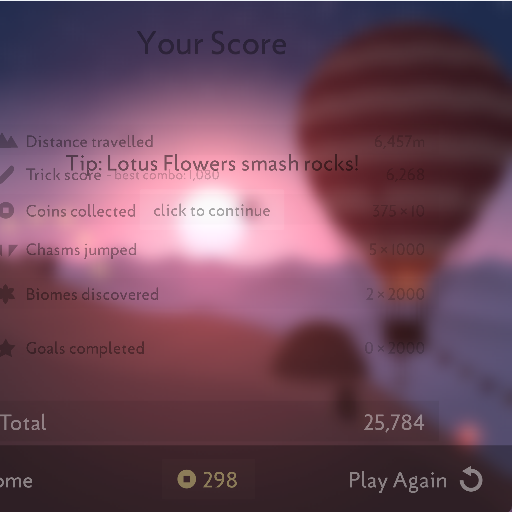 Your Score
Distance travelled 6,457m
Tip: Lotus Flowers smash rocks!
Trick score - best combo: 1,080 6,268
Coins collected click to continue 375 × 10
Chasms jumped 5 × 1000
Biomes discovered 2 × 2000
Goals completed 0 × 2000
Total 25,784
ome 298 Play Again